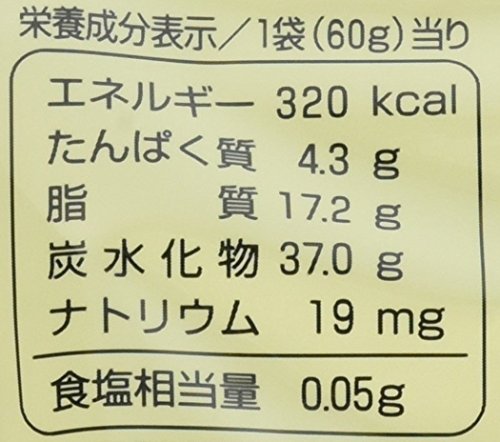 栄養成分表示／1袋(60g)当り
エネルギー 320 kcal
たんぱく質 4.3 g
脂質 17.2 g
炭水化物 37.0 g
ナトリウム 19 mg
食塩相当量 0.05g